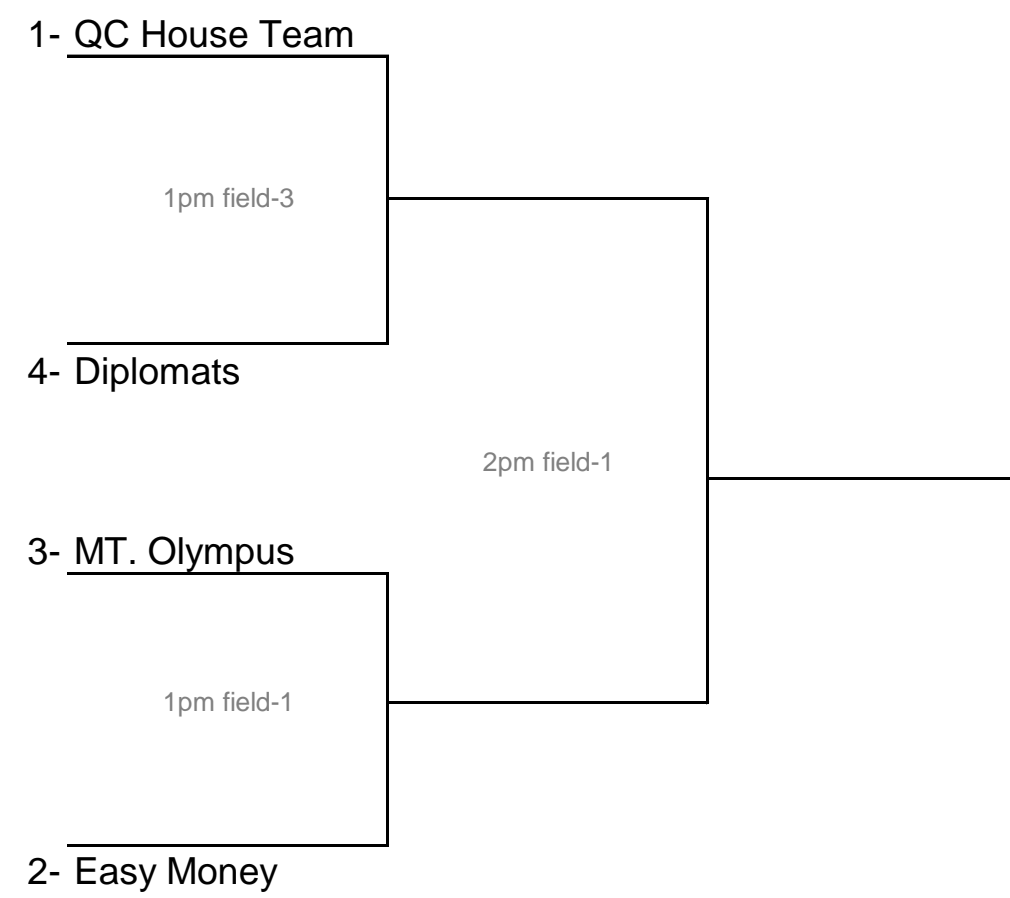 1- QC House Team
1pm field-3
4- Diplomats
2pm field-1
3- MT. Olympus
1pm field-1
2- Easy Money